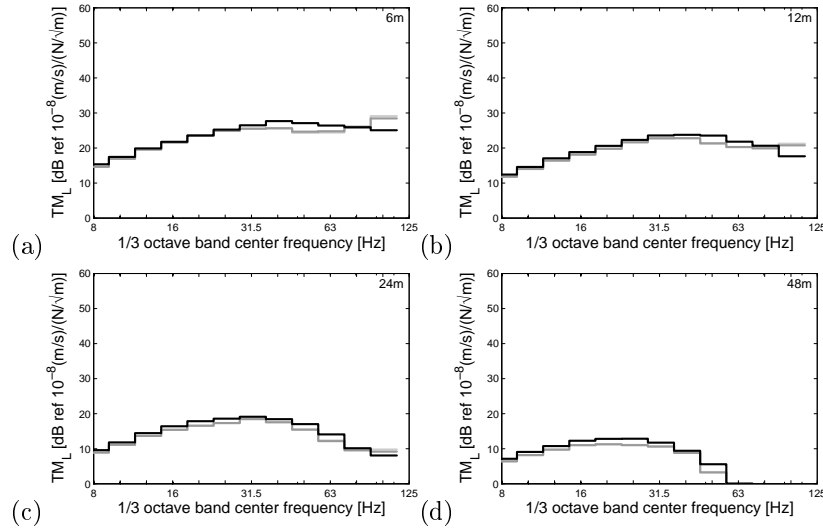 6m
TM_L [dB ref 10^-8(m/s)/(N/√m)]
60
50
40
30
20
10
0
8 16 31.5 63 125
1/3 octave band center frequency [Hz]
(a)
12m
TM_L [dB ref 10^-8(m/s)/(N/√m)]
60
50
40
30
20
10
0
8 16 31.5 63 125
1/3 octave band center frequency [Hz]
(b)
24m
TM_L [dB ref 10^-8(m/s)/(N/√m)]
60
50
40
30
20
10
0
8 16 31.5 63 125
1/3 octave band center frequency [Hz]
(c)
48m
TM_L [dB ref 10^-8(m/s)/(N/√m)]
60
50
40
30
20
10
0
8 16 31.5 63 125
1/3 octave band center frequency [Hz]
(d)